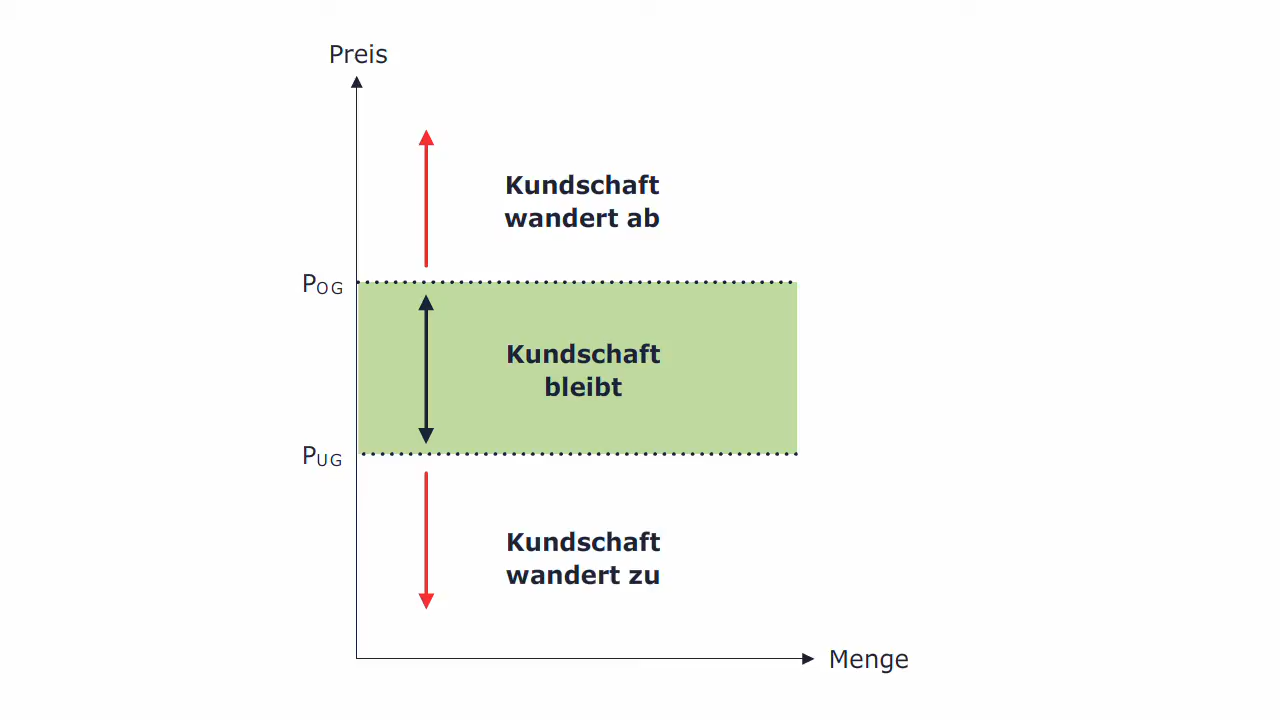 Preis
Kundschaft
wandert ab
POG
Kundschaft
bleibt
PUG
Kundschaft
wandert zu
Menge